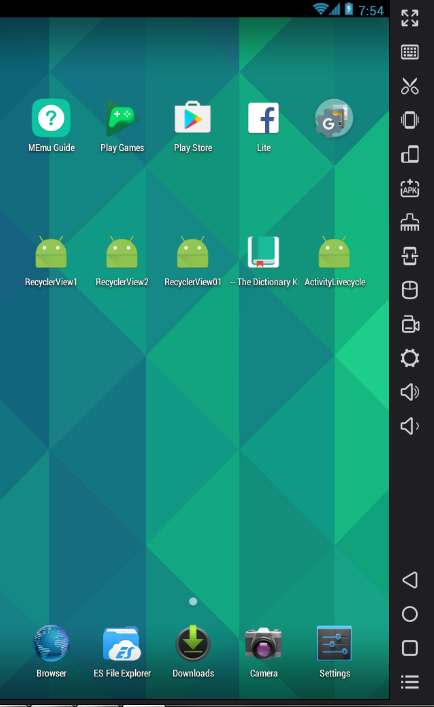 7:54
MEmu Guide
Play Games
Play Store
Lite
G
RecyclerView1
RecyclerView2
RecyclerView01
-- The Dictionary K
ActivityLivecycle
APK
Browser
ES File Explorer
Downloads
Camera
Settings